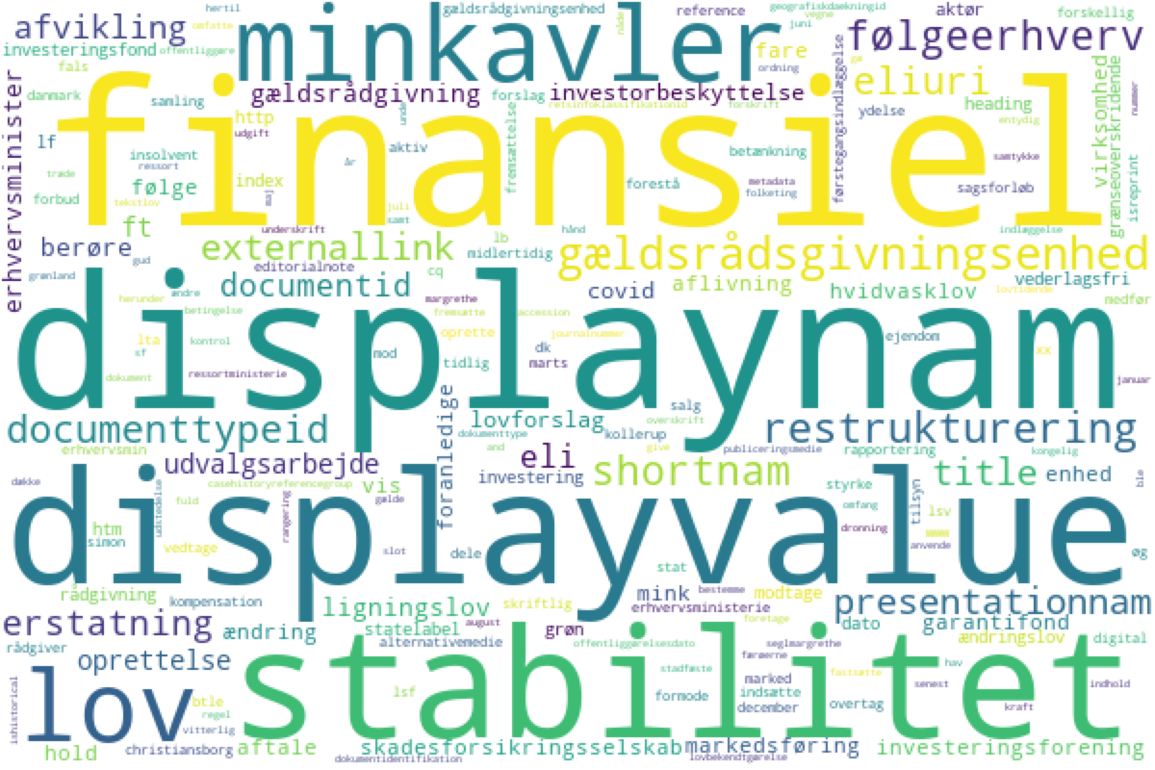 hertil
gældsrådgivningsenhed
reference
aktør
geografiskdaekningid
forskellig
afvikling
omfatte
minkavler
vegne
juni
følgeerhverv
investeringsfond
offentliggøre
fare
ordning
fals
eliuri
danmark
samling
gældsrådgivning
forslag
investorbeskyttelse
retsinfoklassifikationid
forskrift
ydelse
heading
entydig
nummer
virksomhed
grænseoverskridende
isreprint
førstegangsindlæggelse
erhvervsminister
finansiel
http
udgift
lf
insolvent
ressort
aktiv
fremsættelse
betænkning
samtykke
træde
følge
index
år
forestå
metadata
folketing
sagsforløb
forbud
tekstlov
maj
juli
samt
ft
underskrift
lb
hånd
indlæggelse
berøre
externallink
midlertidig
gældsrådsgivningsenhed
gud
editorialnote
grønland
documentid
cq
covid
aflivning
hvidvasklov
vederlagsfri
herunder
ændre
margrethe
lovtidende
medfør
betingelse
fremsætte
accession
displaynam
lta
oprette
journalnummer
ejendom
sf
kontrol
mod
dk
xx
dokument
ressortministerie
tidlig
marts
januar
foranledige
salg
documenttypeid
lovforslag
overskrift
restrukturering
kollerup
dokumenttype
and
give
publiceringsmedie
rapportering
kongelig
erhvervsmin
udvalgsarbejde
eli
shortnam
title
enhed
ble
investering
dække
casehistoryreferencegroup
vis
styrke
displayvalue
fuld
udstedelse
rangering
gælde
omfang
tilsyn
lsv
htm
simon
dronning
vedtage
slot
dele
anvende
øg
stat
rådgivning
kompensation
ligningslov
skriftlig
mink
bestemme
modtage
presentationnam
erhvervsministerie
foretage
erstatning
ændring
statelabel
august
grøn
dato
garantifond
rådgiver
alternativemedie
offentliggørelsesdato
seglmargrethe
ændringslov
digital
oprettelse
færøerne
stadfæste
marked
fastsætte
hav
ishistorical
lov
stabilitet
btle
lsf
formode
indsætte
senest
indhold
regel
december
overtag
kraft
vitterlig
hold
christiansborg
aftale
skadesforsikringsselskab
markedsføring
investeringsforening
dokumentidentifikation
lovbekendtgørelse